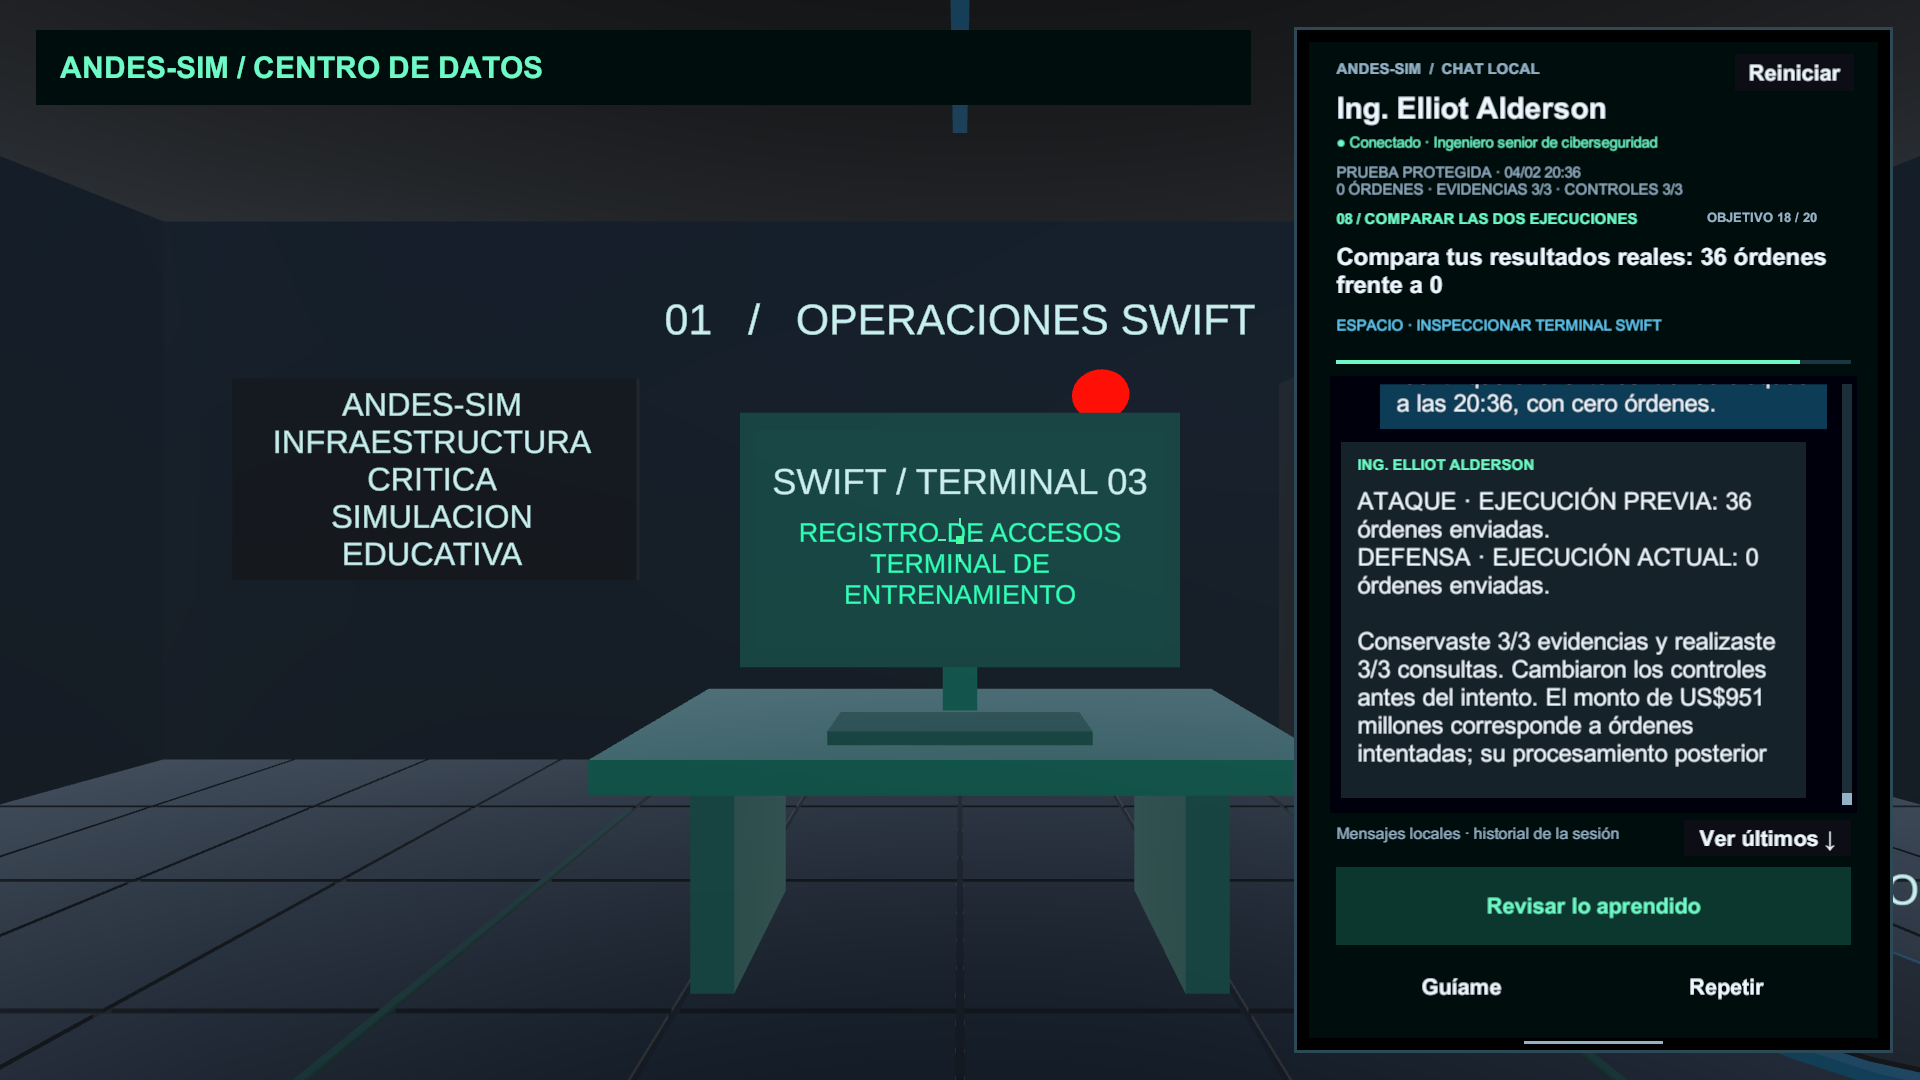 ANDES-SIM / CENTRO DE DATOS
01 / OPERACIONES SWIFT
ANDES-SIM
INFRAESTRUCTURA
CRITICA
SIMULACION
EDUCATIVA
SWIFT / TERMINAL 03
REGISTRO DE ACCESOS
TERMINAL DE
ENTRENAMIENTO
ANDES-SIM / CHAT LOCAL
Reiniciar
Ing. Elliot Alderson
● Conectado · Ingeniero senior de ciberseguridad
PRUEBA PROTEGIDA · 04/02 20:36
0 ÓRDENES · EVIDENCIAS 3/3 · CONTROLES 3/3
08 / COMPARAR LAS DOS EJECUCIONES
OBJETIVO 18 / 20
Compara tus resultados reales: 36 órdenes
frente a 0
ESPACIO · INSPECCIONAR TERMINAL SWIFT
a las 20:36, con cero órdenes.
ING. ELLIOT ALDERSON
ATAQUE · EJECUCIÓN PREVIA: 36
órdenes enviadas.
DEFENSA · EJECUCIÓN ACTUAL: 0
órdenes enviadas.
Conservaste 3/3 evidencias y realizaste
3/3 consultas. Cambiaron los controles
antes del intento. El monto de US$951
millones corresponde a órdenes
intentadas; su procesamiento posterior
Mensajes locales · historial de la sesión
Ver últimos ↓
Revisar lo aprendido
Guíame
Repetir